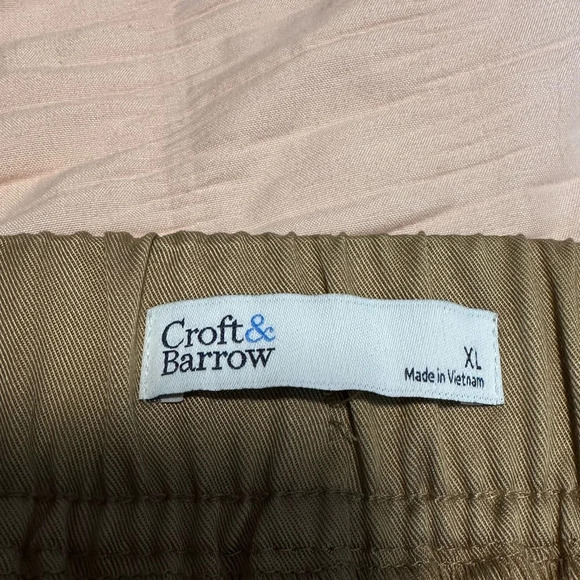 Croft&
Barrow
XL
Made in Vietnam